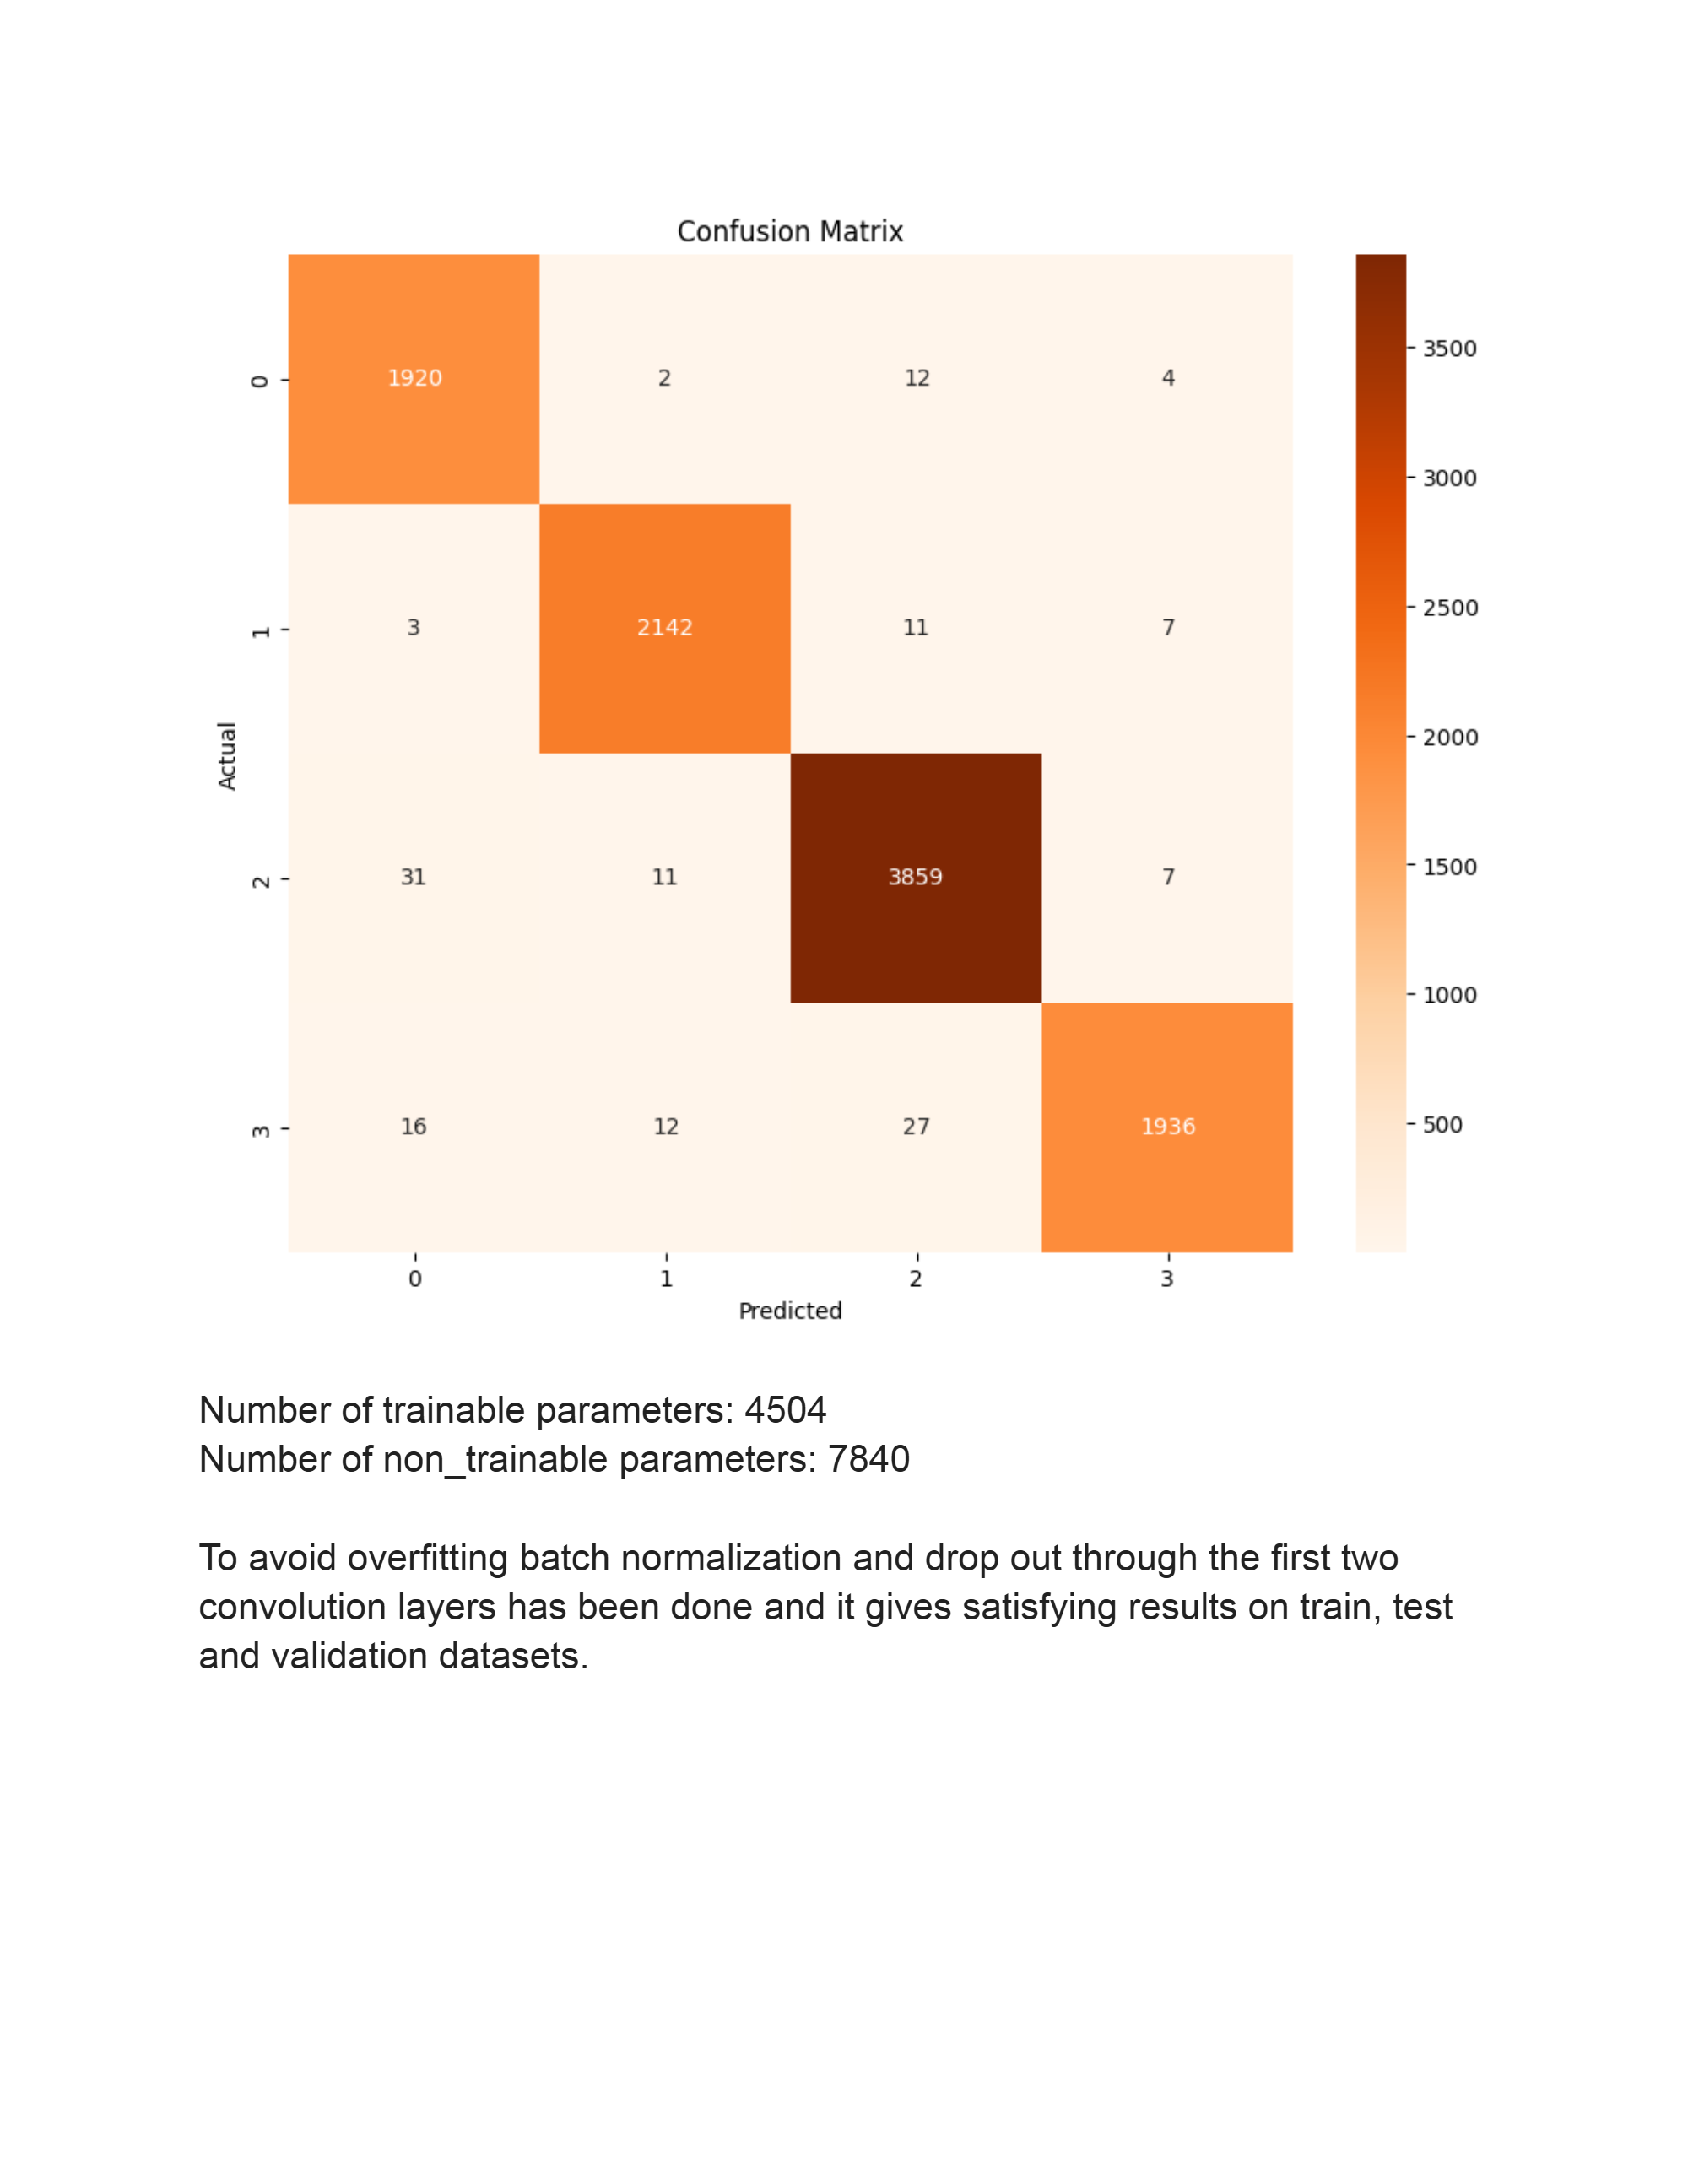 Confusion Matrix
0 1920 2 12 4
1 3 2142 11 7
2 31 11 3859 7
3 16 12 27 1936
0 1 2 3
Actual
Predicted
3500
3000
2500
2000
1500
1000
500
Number of trainable parameters: 4504
Number of non_trainable parameters: 7840
To avoid overfitting batch normalization and drop out through the first two
convolution layers has been done and it gives satisfying results on train, test
and validation datasets.